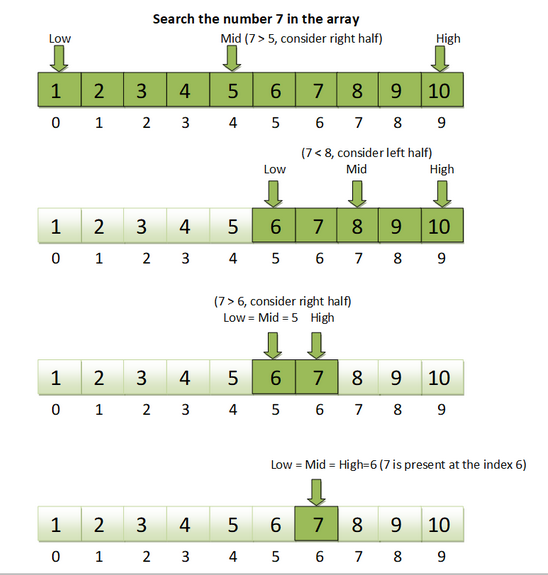 Search the number 7 in the array
Low Mid (7 > 5, consider right half) High
1 2 3 4 5 6 7 8 9 10
0 1 2 3 4 5 6 7 8 9
(7 < 8, consider left half)
Low Mid High
1 2 3 4 5 6 7 8 9 10
0 1 2 3 4 5 6 7 8 9
(7 > 6, consider right half)
Low = Mid = 5 High
1 2 3 4 5 6 7 8 9 10
0 1 2 3 4 5 6 7 8 9
Low = Mid = High=6 (7 is present at the index 6)
1 2 3 4 5 6 7 8 9 10
0 1 2 3 4 5 6 7 8 9